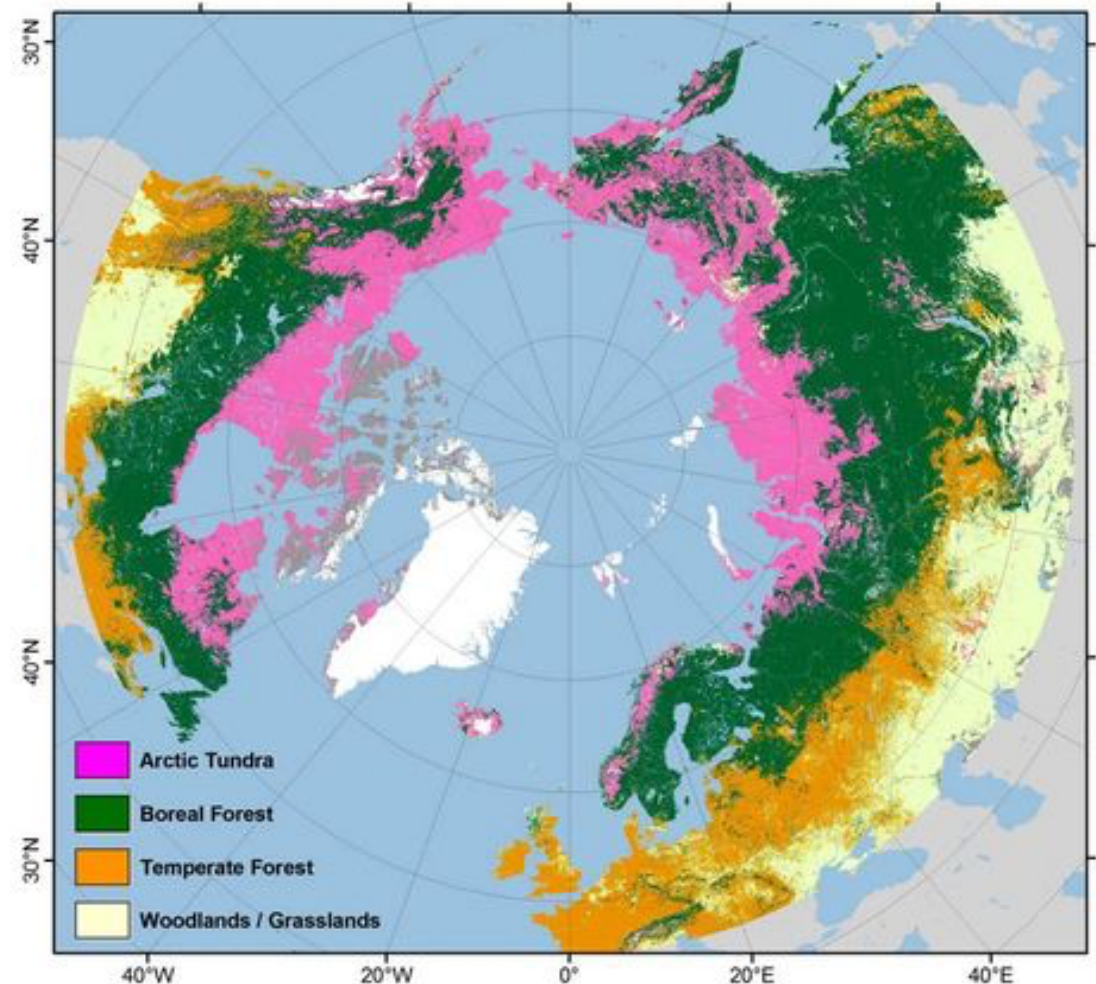 30°N
40°N
40°N
30°N
Arctic Tundra
Boreal Forest
Temperate Forest
Woodlands / Grasslands
40°W
20°W
0°
20°E
40°E